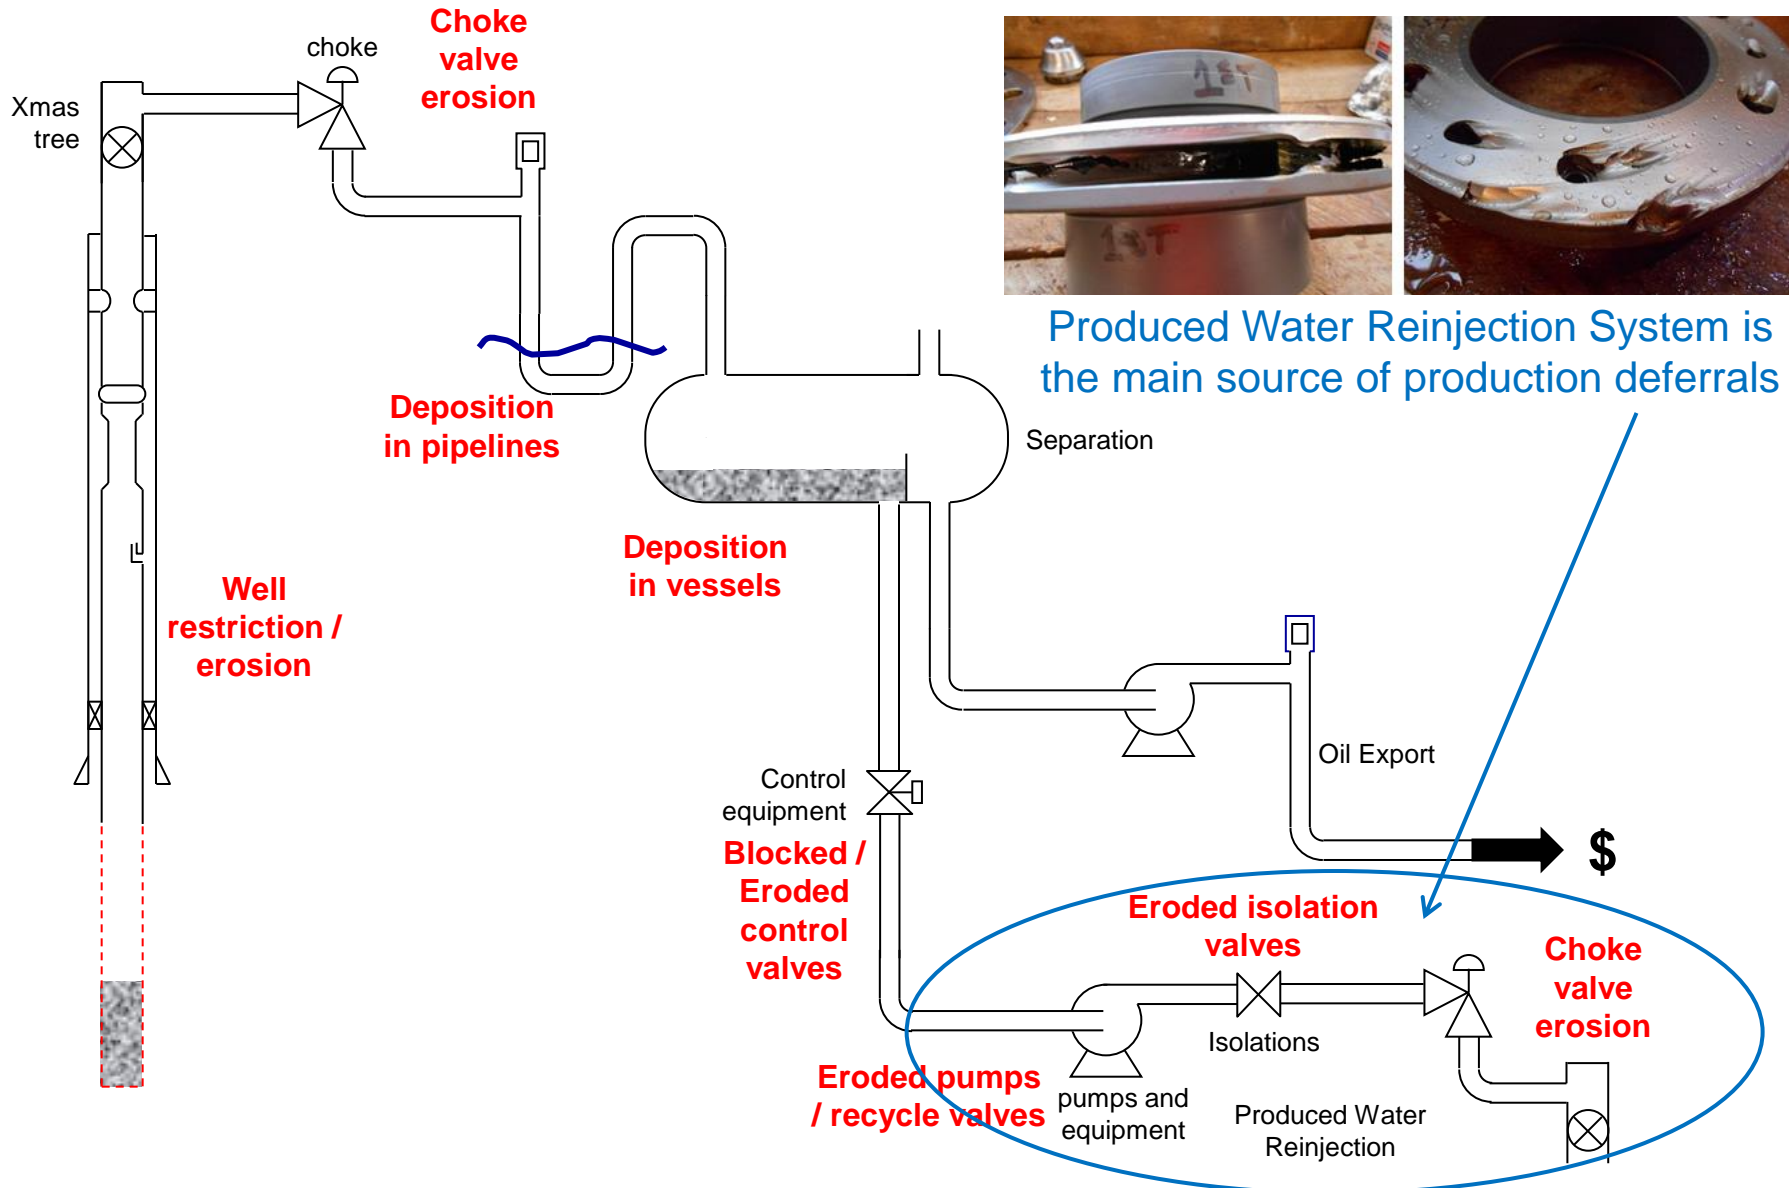 Choke
valve
erosion
choke
Xmas
tree
1ST
1ST
Produced Water Reinjection System is
the main source of production deferrals
Deposition
in pipelines
Separation
Deposition
in vessels
Well
restriction /
erosion
Oil Export
Control
equipment
$
Blocked /
Eroded
control
valves
Eroded isolation
valves
Choke
valve
erosion
Isolations
Eroded pumps
/ recycle valves
pumps and
equipment
Produced Water
Reinjection